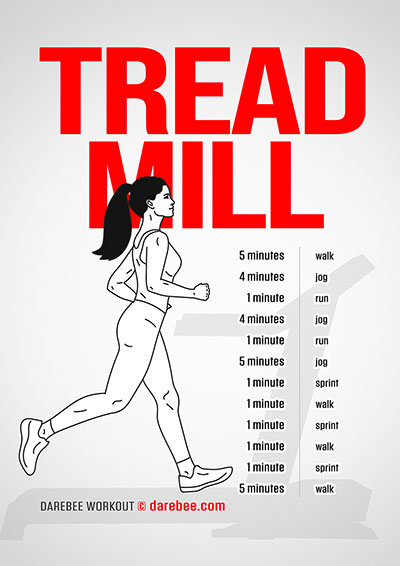 TREAD
MILL
5 minutes walk
4 minutes jog
1 minute run
4 minutes jog
1 minute run
5 minutes jog
1 minute sprint
1 minute walk
1 minute sprint
1 minute walk
1 minute sprint
5 minutes walk
DAREBEE WORKOUT © darebee.com